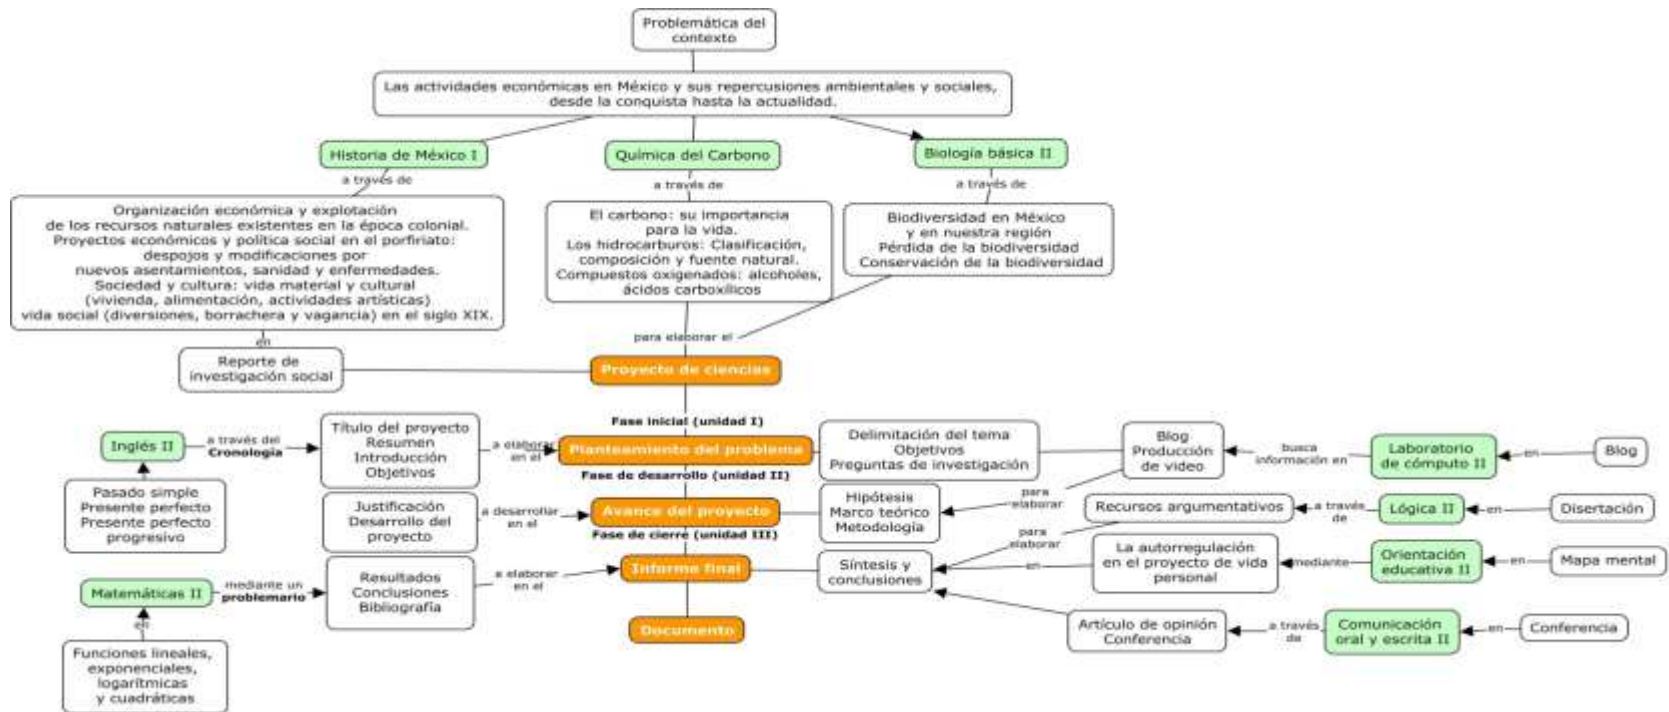 Problemática del
contexto
Las actividades económicas en México y sus repercusiones ambientales y sociales,
desde la conquista hasta la actualidad.
Historia de México I
Química del Carbono
Biología básica II
a través de
a través de
a través de
Organización económica y explotación
de los recursos naturales existentes en la época colonial.
Proyectos económicos y política social en el porfiriato:
despojos y modificaciones por
nuevos asentamientos, sanidad y enfermedades.
Sociedad y cultura: vida material y cultural
(vivienda, alimentación, actividades artísticas)
vida social (diversiones, borrachera y vagancia) en el siglo XIX.
El carbono: su importancia
para la vida.
Los hidrocarburos: Clasificación,
composición y fuente natural.
Compuestos oxigenados: alcoholes,
ácidos carboxílicos
Biodiversidad en México
y en nuestra región
Pérdida de la biodiversidad
Conservación de la biodiversidad
en
para elaborar el
Reporte de
investigación social
Proyecto de ciencias
Fase inicial (unidad I)
Inglés II
a través del
Cronología
Título del proyecto
Resumen
Introducción
Objetivos
a elaborar
en el
Planteamiento del problema
Delimitación del tema
Objetivos
Preguntas de investigación
Blog
Producción
de video
busca
información en
Laboratorio
de cómputo II
en
Blog
Fase de desarrollo (unidad II)
Pasado simple
Presente perfecto
Presente perfecto
progresivo
Justificación
Desarrollo del
proyecto
a desarrollar
en el
Avance del proyecto
Hipótesis
Marco teórico
Metodología
para
elaborar
Recursos argumentativos
a través
de
Lógica II
en
Disertación
Fase de cierre (unidad III)
Matemáticas II
mediante un
problemario
Resultados
Conclusiones
Bibliografía
a elaborar
en el
Informe final
Síntesis y
conclusiones
para
elaborar
en
La autorregulación
en el proyecto de vida
personal
mediante
Orientación
educativa II
en
Mapa mental
Documento
Artículo de opinión
Conferencia
a través
de
Comunicación
oral y escrita II
en
Conferencia
en
Funciones lineales,
exponenciales,
logarítmicas
y cuadráticas